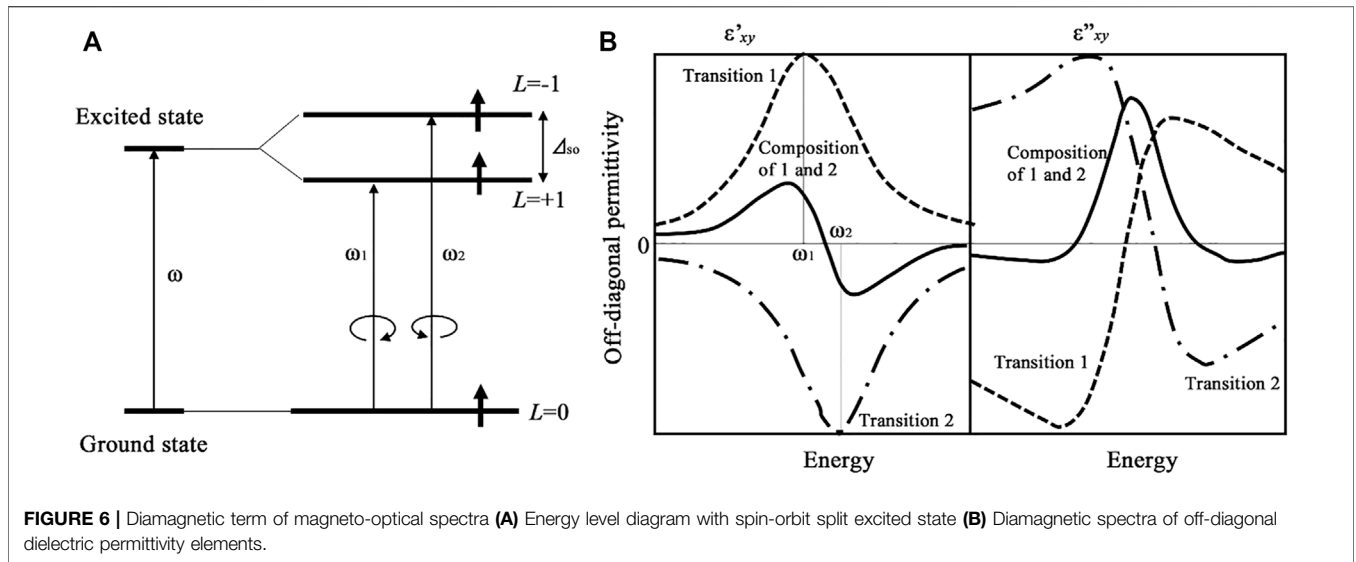 A
L=-1
Excited state
Δso
L=+1
ω
ω1
ω2
L=0
Ground state
B
ε'xy
ε''xy
Off-diagonal permittivity
Transition 1
Composition
of 1 and 2
ω2
0
ω1
Transition 2
Energy
Composition
of 1 and 2
Transition 1
Transition 2
Energy
FIGURE 6 | Diamagnetic term of magneto-optical spectra (A) Energy level diagram with spin-orbit split excited state (B) Diamagnetic spectra of off-diagonal
dielectric permittivity elements.